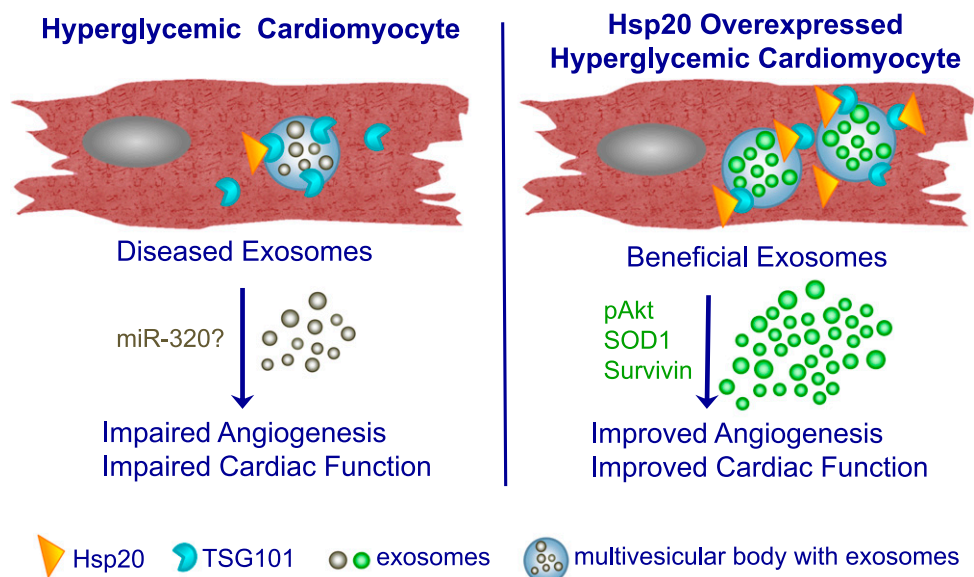 Hyperglycemic Cardiomyocyte
Diseased Exosomes
miR-320?
Impaired Angiogenesis
Impaired Cardiac Function
Hsp20 Overexpressed
Hyperglycemic Cardiomyocyte
Beneficial Exosomes
pAkt
SOD1
Survivin
Improved Angiogenesis
Improved Cardiac Function
Hsp20
TSG101
exosomes
multivesicular body with exosomes